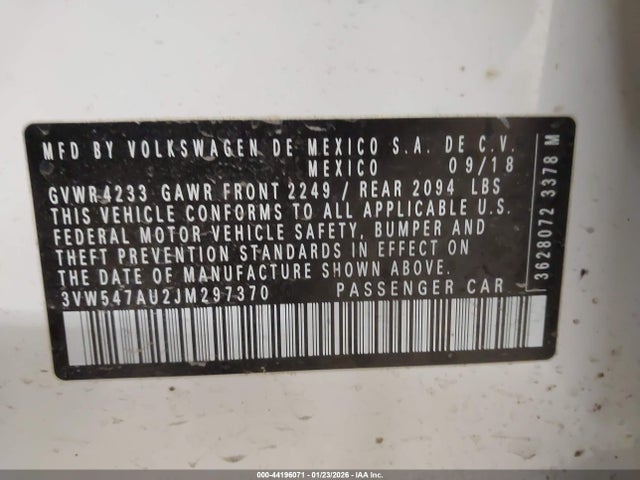 MFD BY VOLKSWAGEN DE MEXICO S.A. DE C.V.
MEXICO 09/18
GVWR4233 GAWR FRONT 2249 / REAR 2094 LBS
THIS VEHICLE CONFORMS TO ALL APPLICABLE U.S.
FEDERAL MOTOR VEHICLE SAFETY, BUMPER AND
THEFT PREVENTION STANDARDS IN EFFECT ON
THE DATE OF MANUFACTURE SHOWN ABOVE.
3VW547AU2JM297370 PASSENGER CAR
3628072 3378 M
000-44196071 - 01/23/2026 - IAA Inc.